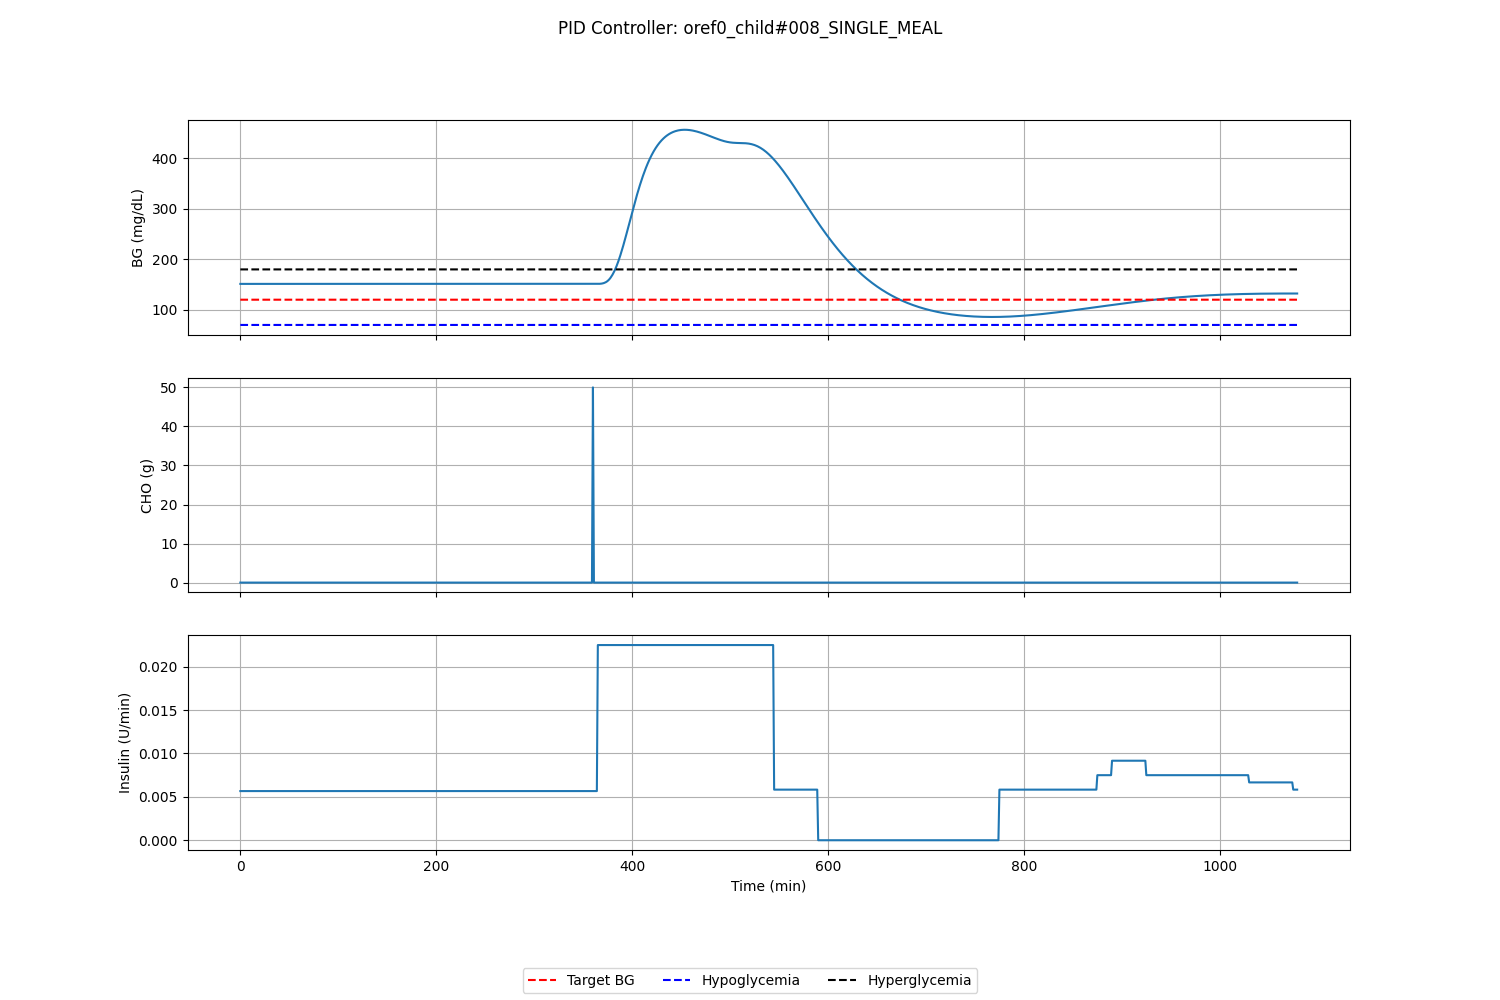 PID Controller: oref0_child#008_SINGLE_MEAL
BG (mg/dL)
400
300
200
100
CHO (g)
50
40
30
20
10
0
Insulin (U/min)
0.020
0.015
0.010
0.005
0.000
0 200 400 600 800 1000
Time (min)
Target BG Hypoglycemia Hyperglycemia